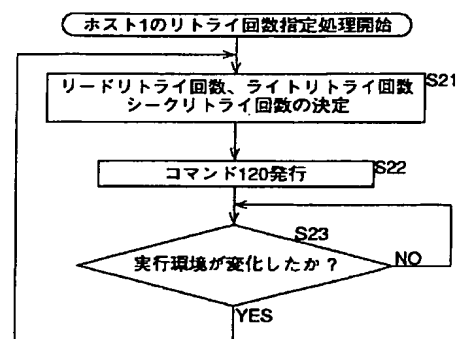 ホスト1のリトライ回数指定処理開始
S21
リードリトライ回数、ライトリトライ回数
シークリトライ回数の決定
S22
コマンド120発行
S23
実行環境が変化したか?
NO
YES